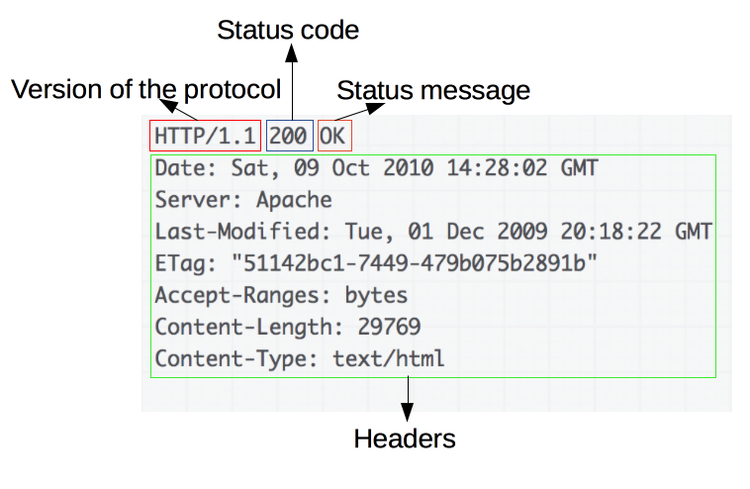 Status code
Version of the protocol
Status message
HTTP/1.1 200 OK
Date: Sat, 09 Oct 2010 14:28:02 GMT
Server: Apache
Last-Modified: Tue, 01 Dec 2009 20:18:22 GMT
ETag: "51142bc1-7449-479b075b2891b"
Accept-Ranges: bytes
Content-Length: 29769
Content-Type: text/html
Headers